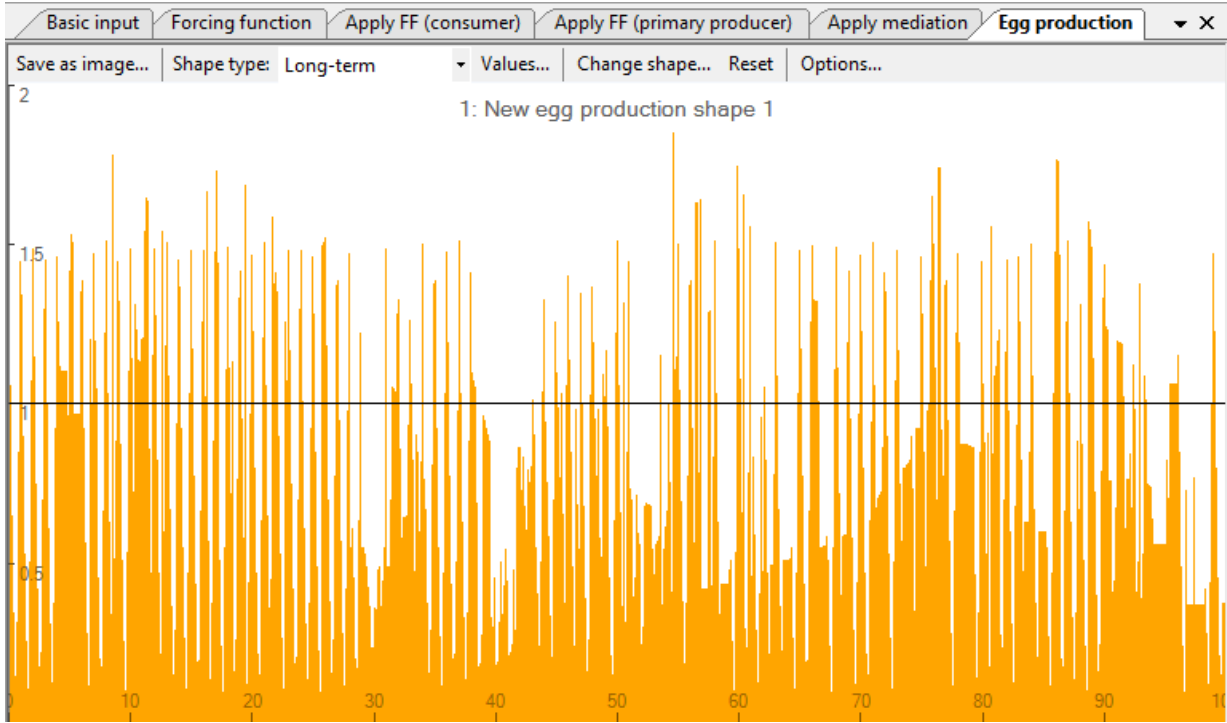 Basic input Forcing function Apply FF (consumer) Apply FF (primary producer) Apply mediation Egg production
Save as image... Shape type: Long-term Values... Change shape... Reset Options...
2
1: New egg production shape 1
1.5
1
0.5
10 20 30 40 50 60 70 80 90